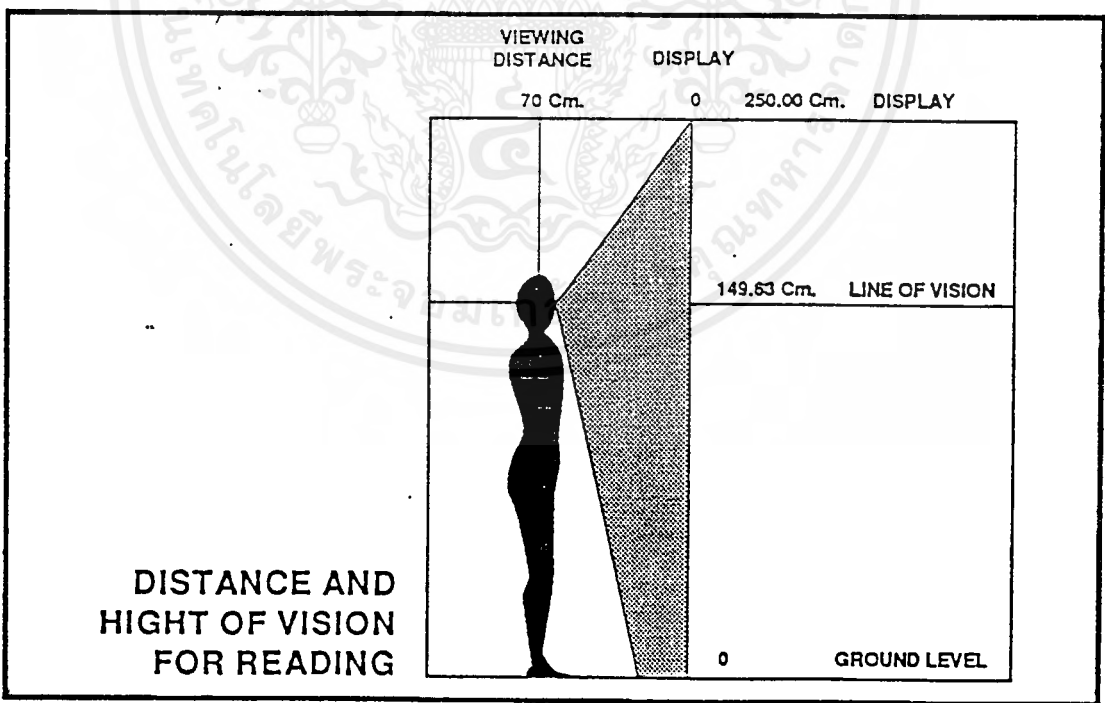 VIEWING
DISTANCE
DISPLAY
70 Cm.
0
250.00 Cm. DISPLAY
149.63 Cm. LINE OF VISION
DISTANCE AND
HIGHT OF VISION
FOR READING
0
GROUND LEVEL